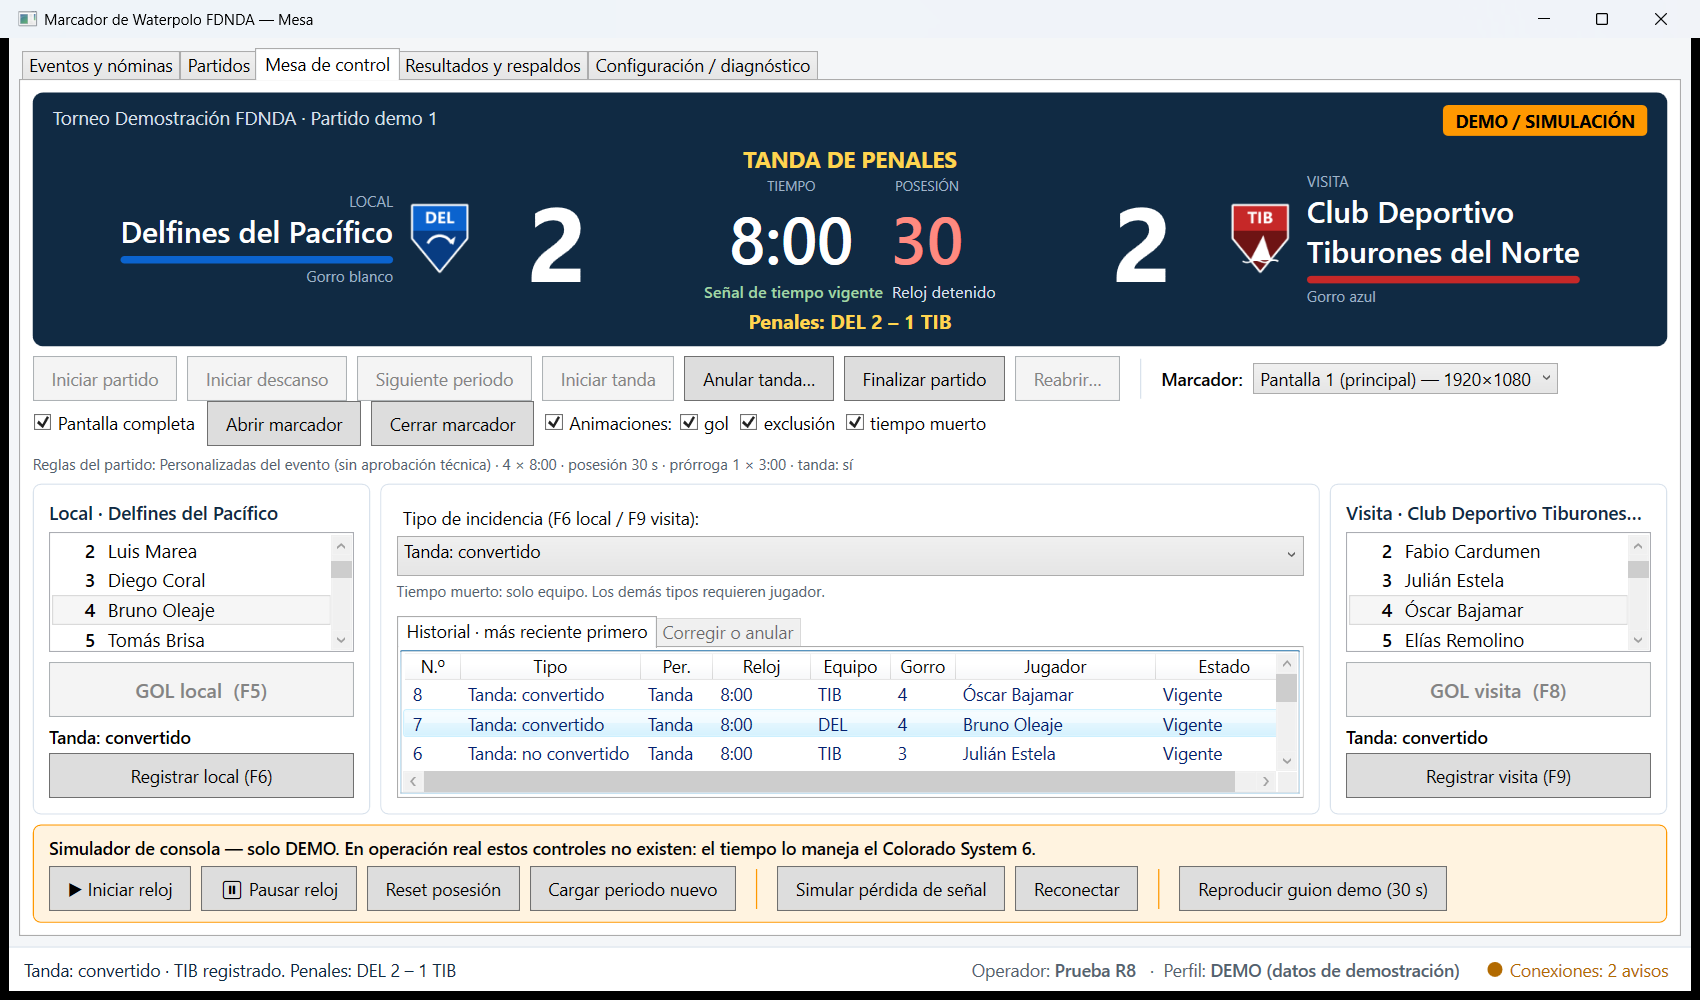 Marcador de Waterpolo FDNDA — Mesa
Eventos y nóminas
Partidos
Mesa de control
Resultados y respaldos
Configuración / diagnóstico
Torneo Demostración FDNDA · Partido demo 1
DEMO / SIMULACIÓN
TANDA DE PENALES
TIEMPO
POSESIÓN
LOCAL
Delfines del Pacífico
Gorro blanco
DEL
2
8:00
30
Señal de tiempo vigente
Reloj detenido
Penales: DEL 2 – 1 TIB
2
TIB
VISITA
Club Deportivo
Tiburones del Norte
Gorro azul
Iniciar partido
Iniciar descanso
Siguiente periodo
Iniciar tanda
Anular tanda...
Finalizar partido
Reabrir...
Marcador:
Pantalla 1 (principal) — 1920×1080
Pantalla completa
Abrir marcador
Cerrar marcador
Animaciones:
gol
exclusión
tiempo muerto
Reglas del partido: Personalizadas del evento (sin aprobación técnica) · 4 × 8:00 · posesión 30 s · prórroga 1 × 3:00 · tanda: sí
Local · Delfines del Pacífico
2 Luis Marea
3 Diego Coral
4 Bruno Oleaje
5 Tomás Brisa
GOL local (F5)
Tanda: convertido
Registrar local (F6)
Tipo de incidencia (F6 local / F9 visita):
Tanda: convertido
Tiempo muerto: solo equipo. Los demás tipos requieren jugador.
Historial · más reciente primero
Corregir o anular
N.º Tipo Per. Reloj Equipo Gorro Jugador Estado
8 Tanda: convertido Tanda 8:00 TIB 4 Óscar Bajamar Vigente
7 Tanda: convertido Tanda 8:00 DEL 4 Bruno Oleaje Vigente
6 Tanda: no convertido Tanda 8:00 TIB 3 Julián Estela Vigente
Visita · Club Deportivo Tiburones...
2 Fabio Cardumen
3 Julián Estela
4 Óscar Bajamar
5 Elías Remolino
GOL visita (F8)
Tanda: convertido
Registrar visita (F9)
Simulador de consola — solo DEMO. En operación real estos controles no existen: el tiempo lo maneja el Colorado System 6.
Iniciar reloj
Pausar reloj
Reset posesión
Cargar periodo nuevo
Simular pérdida de señal
Reconectar
Reproducir guion demo (30 s)
Tanda: convertido · TIB registrado. Penales: DEL 2 – 1 TIB
Operador: Prueba R8 · Perfil: DEMO (datos de demostración)
Conexiones: 2 avisos